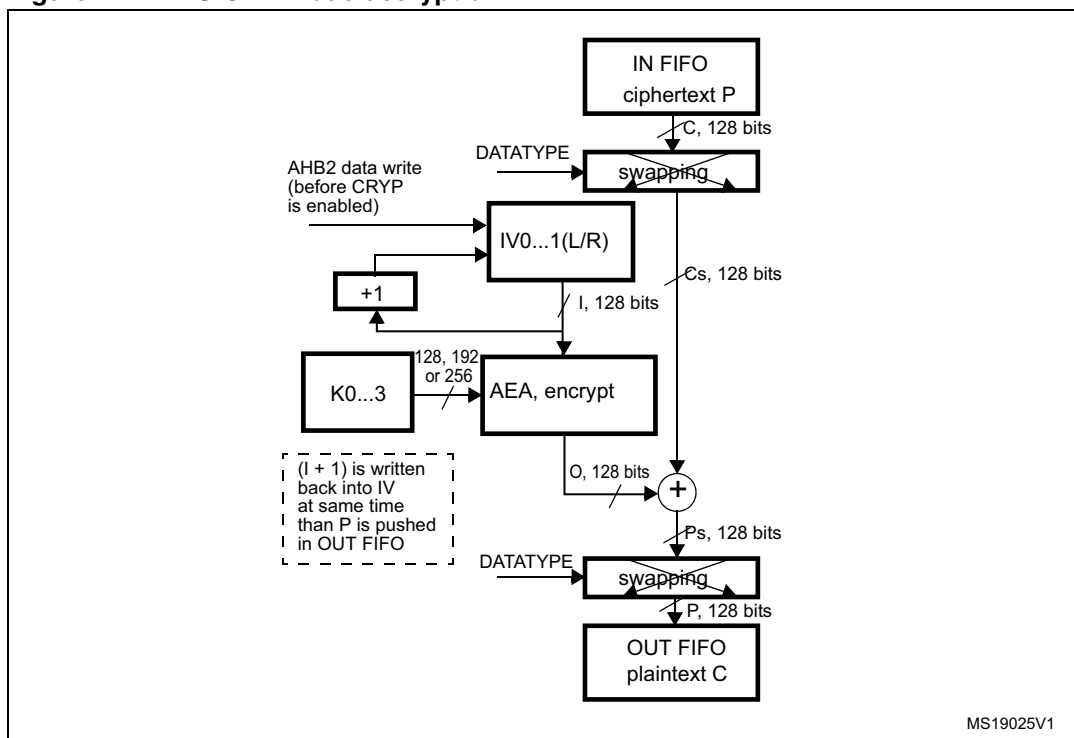 IN FIFO
ciphertext P
C, 128 bits
DATATYPE
swapping
AHB2 data write
(before CRYP
is enabled)
IV0...1(L/R)
Cs, 128 bits
+1
I, 128 bits
128, 192
or 256
K0...3
AEA, encrypt
(I + 1) is written
back into IV
at same time
than P is pushed
in OUT FIFO
O, 128 bits
+
Ps, 128 bits
DATATYPE
swapping
P, 128 bits
OUT FIFO
plaintext C
MS19025V1